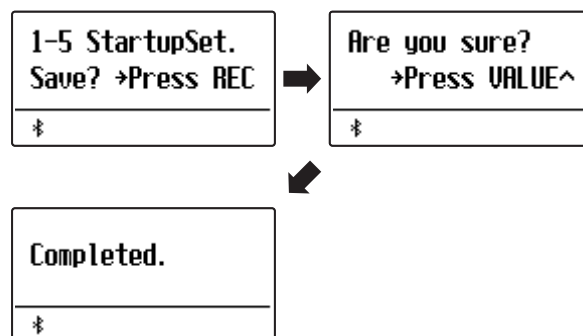 1-5 StartupSet.
Save? →Press REC
Are you sure?
→Press VALUE^
Completed.